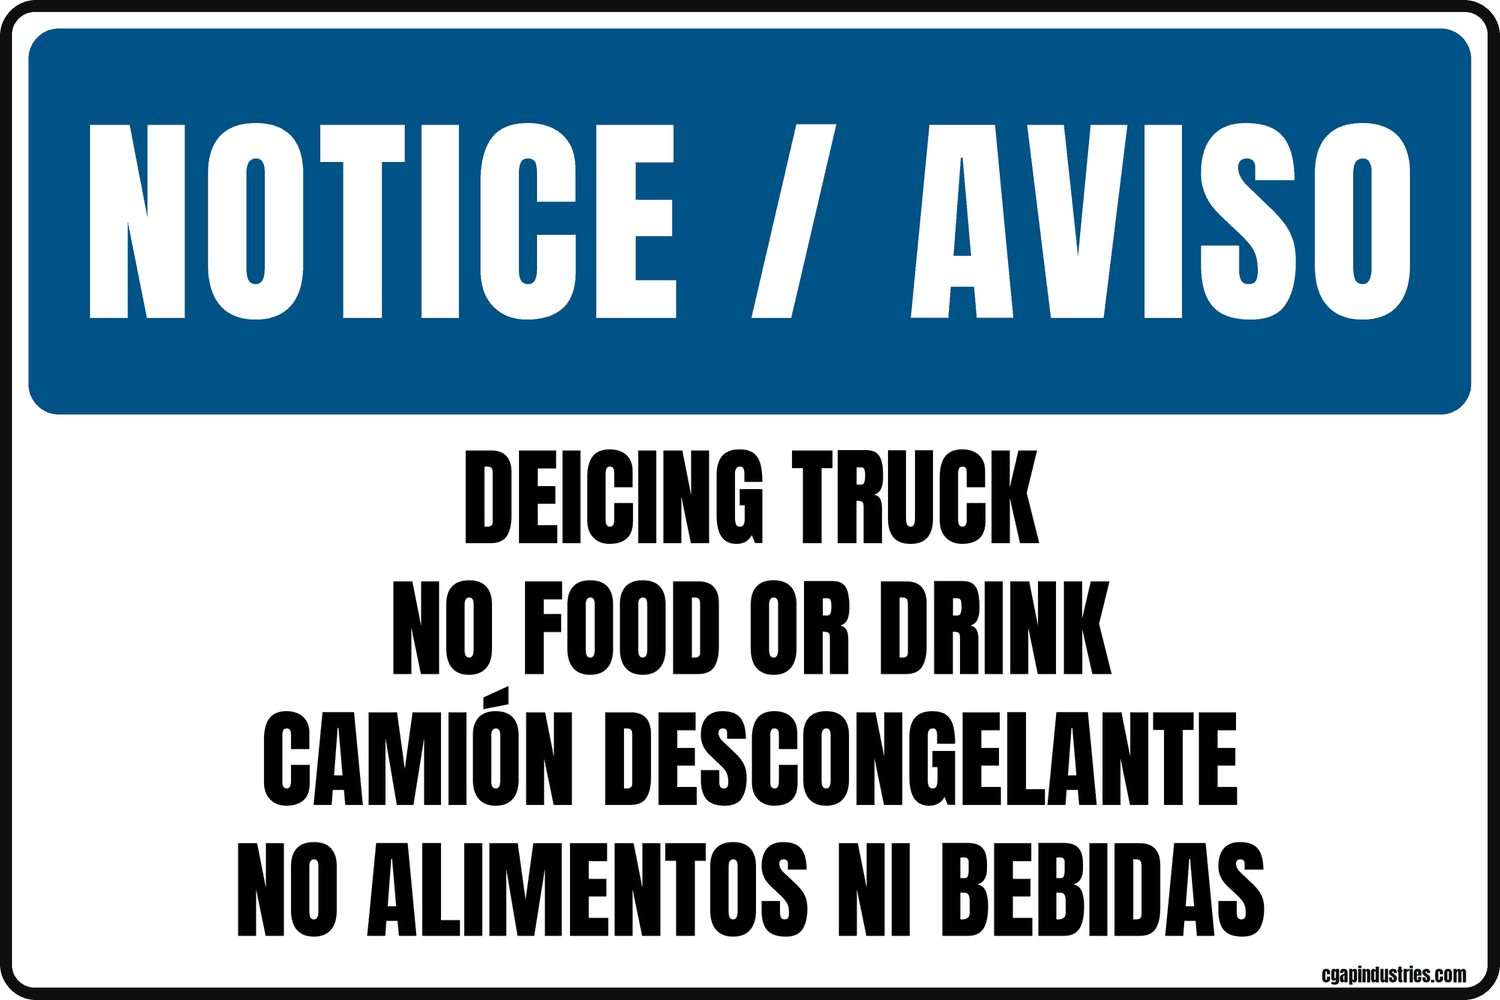 NOTICE / AVISO
DEICING TRUCK
NO FOOD OR DRINK
CAMIÓN DESCONGELANTE
NO ALIMENTOS NI BEBIDAS
cgapindustries.com